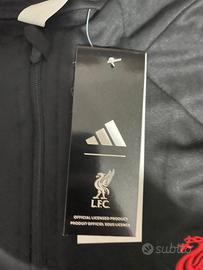 L.F.C.
OFFICIAL LICENSED PRODUCT
PRODUIT OFFICIEL SOUS LICENCE
subito